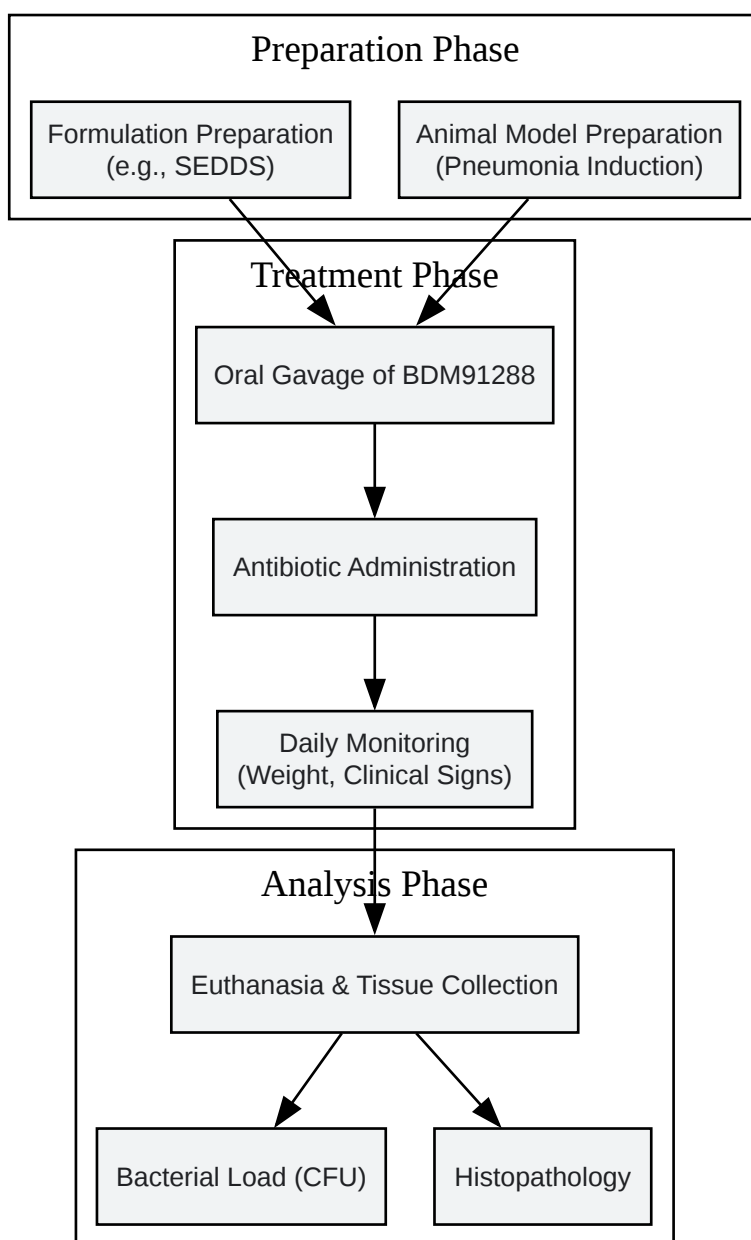 Preparation Phase
Formulation Preparation
(e.g., SEDDS)
Animal Model Preparation
(Pneumonia Induction)
Treatment Phase
Oral Gavage of BDM91288
Antibiotic Administration
Daily Monitoring
(Weight, Clinical Signs)
Analysis Phase
Euthanasia & Tissue Collection
Bacterial Load (CFU)
Histopathology